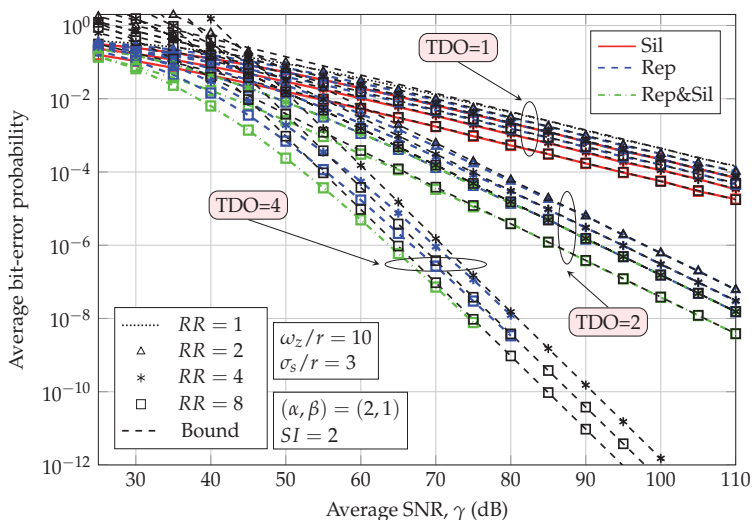 10^0
10^−2
10^−4
10^−6
10^−8
10^−10
10^−12
Average bit-error probability
TDO=1
Sil
Rep
Rep&Sil
TDO=4
TDO=2
RR = 1
RR = 2
RR = 4
RR = 8
Bound
ω_z/r = 10
σ_s/r = 3
(α, β) = (2, 1)
SI = 2
30 40 50 60 70 80 90 100 110
Average SNR, γ (dB)